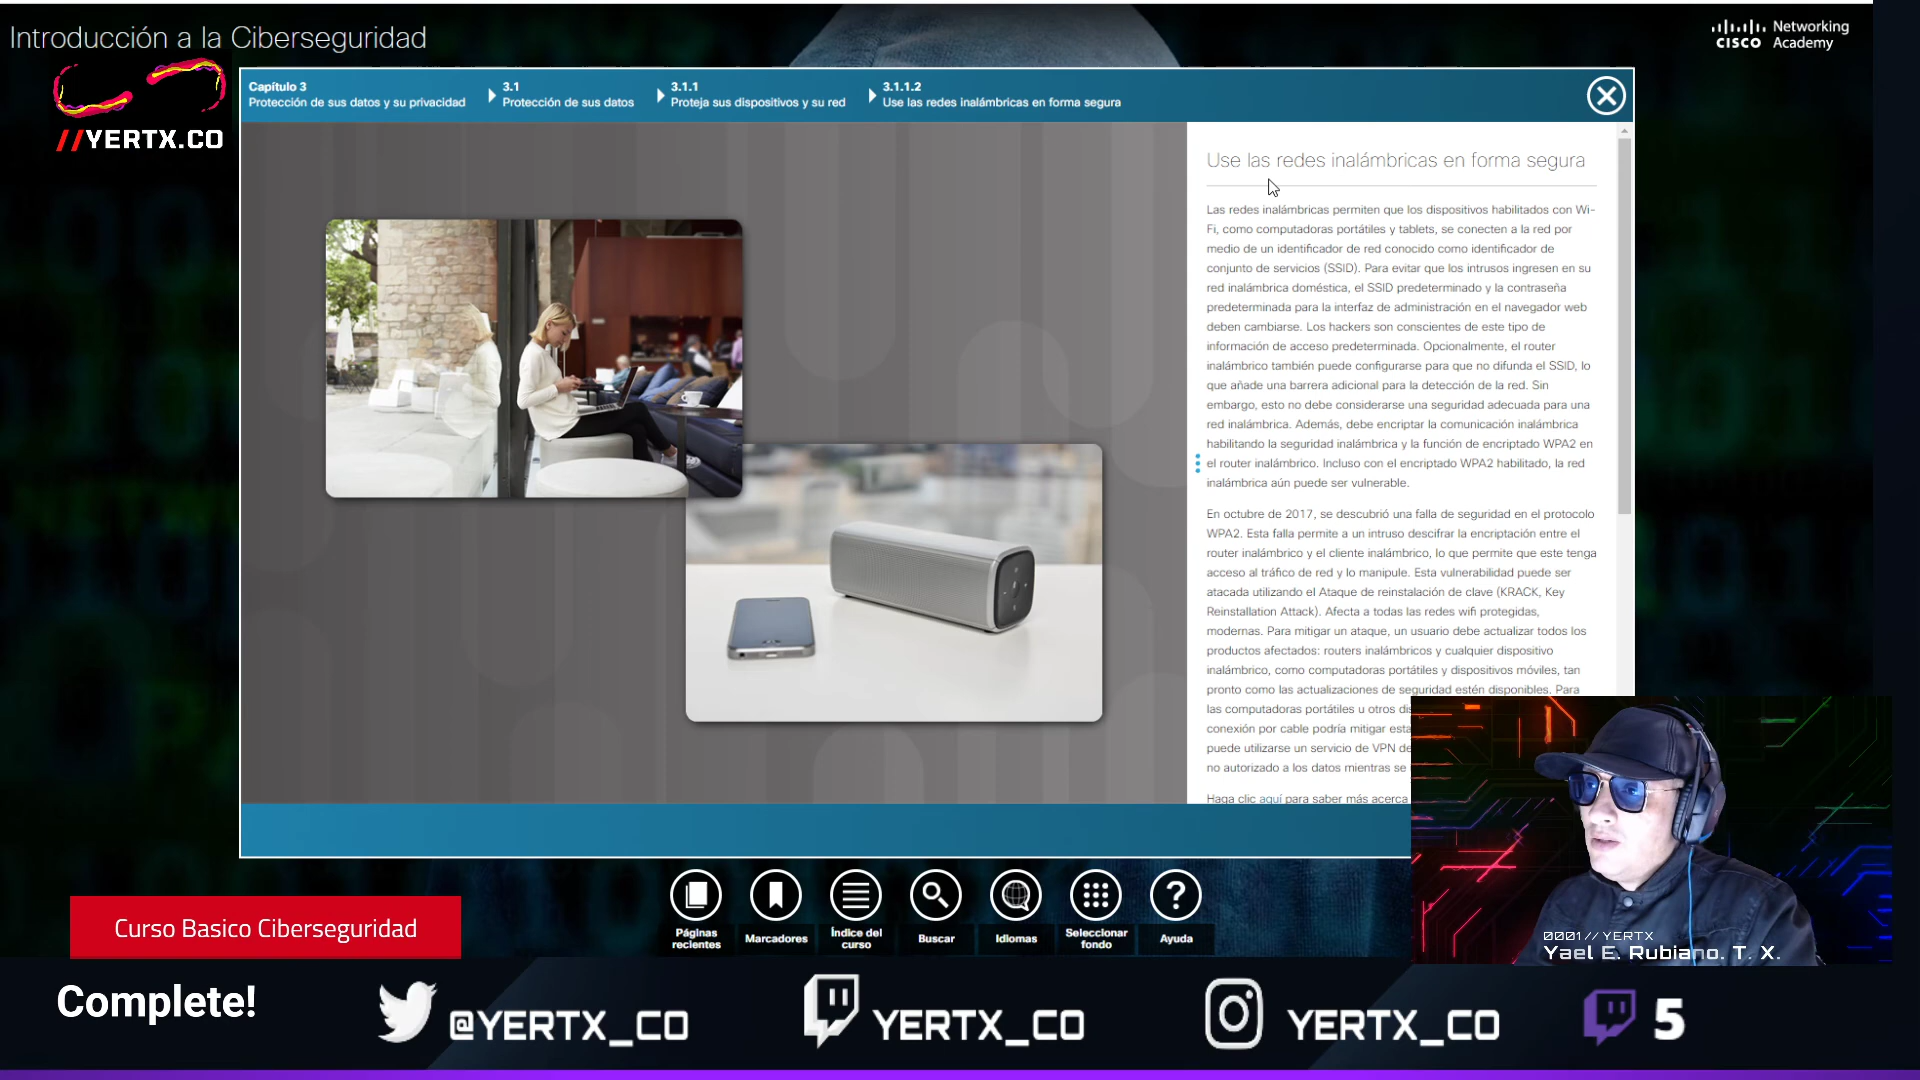 Introducción a la Ciberseguridad
CISCO Networking Academy
//YERTX.CO
Capítulo 3
Protección de sus datos y su privacidad
3.1
Protección de sus datos
3.1.1
Proteja sus dispositivos y su red
3.1.1.2
Use las redes inalámbricas en forma segura
Use las redes inalámbricas en forma segura
Las redes inalámbricas permiten que los dispositivos habilitados con Wi-
Fi, como computadoras portátiles y tablets, se conecten a la red por
medio de un identificador de red conocido como identificador de
conjunto de servicios (SSID). Para evitar que los intrusos ingresen en su
red inalámbrica doméstica, el SSID predeterminado y la contraseña
predeterminada para la interfaz de administración en el navegador web
deben cambiarse. Los hackers son conscientes de este tipo de
información de acceso predeterminada. Opcionalmente, el router
inalámbrico también puede configurarse para que no difunda el SSID, lo
que añade una barrera adicional para la detección de la red. Sin
embargo, esto no debe considerarse una seguridad adecuada para una
red inalámbrica. Además, debe encriptar la comunicación inalámbrica
habilitando la seguridad inalámbrica y la función de encriptado WPA2 en
el router inalámbrico. Incluso con el encriptado WPA2 habilitado, la red
inalámbrica aún puede ser vulnerable.
En octubre de 2017, se descubrió una falla de seguridad en el protocolo
WPA2. Esta falla permite a un intruso descifrar la encriptación entre el
router inalámbrico y el cliente inalámbrico, lo que permite que este tenga
acceso al tráfico de red y lo manipule. Esta vulnerabilidad puede ser
atacada utilizando el Ataque de reinstalación de clave (KRACK, Key
Reinstallation Attack). Afecta a todas las redes wifi protegidas,
modernas. Para mitigar un ataque, un usuario debe actualizar todos los
productos afectados: routers inalámbricos y cualquier dispositivo
inalámbrico, como computadoras portátiles y dispositivos móviles, tan
pronto como las actualizaciones de seguridad estén disponibles. Para
las computadoras portátiles u otros
conexión por cable podría mitigar
puede utilizarse un servicio de VPN
no autorizado a los datos mientras se
Haga clic aquí para saber más acerca
Páginas recientes
Marcadores
Índice del curso
Buscar
Idiomas
Seleccionar fondo
Ayuda
Curso Basico Ciberseguridad
0001 // YERTX
Yael E. Rubiano. T. X.
Complete!
@YERTX_CO
YERTX_CO
YERTX_CO
5